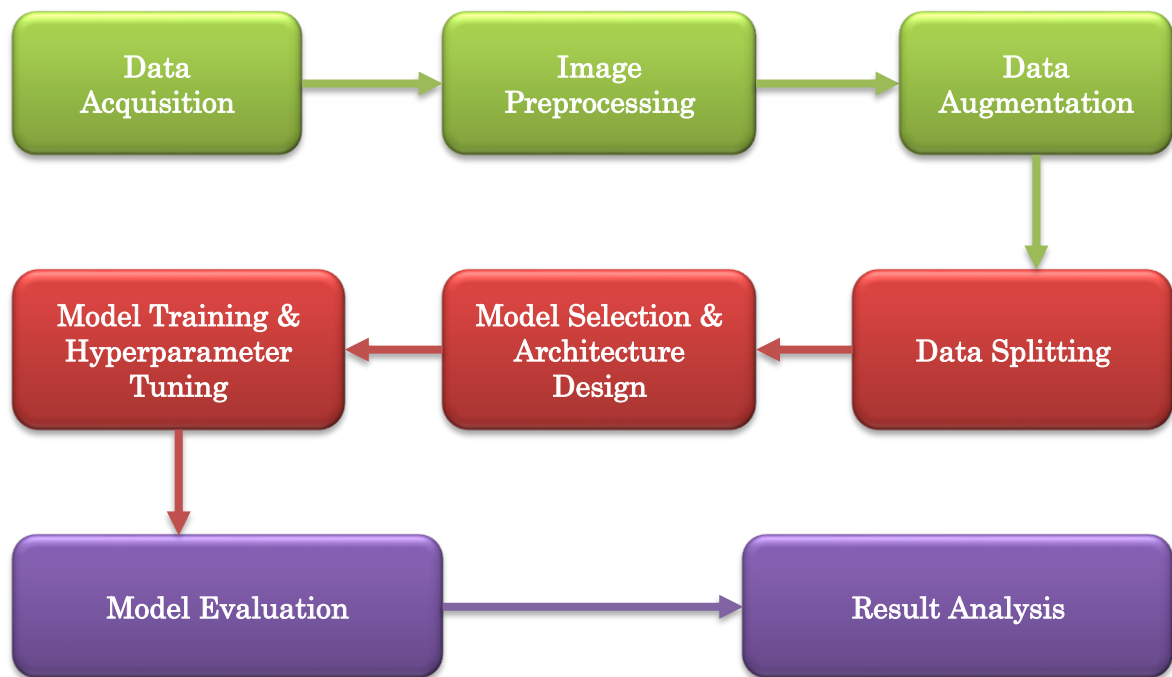 Data
Acquisition
Image
Preprocessing
Data
Augmentation
Data Splitting
Model Selection &
Architecture
Design
Model Training &
Hyperparameter
Tuning
Model Evaluation
Result Analysis